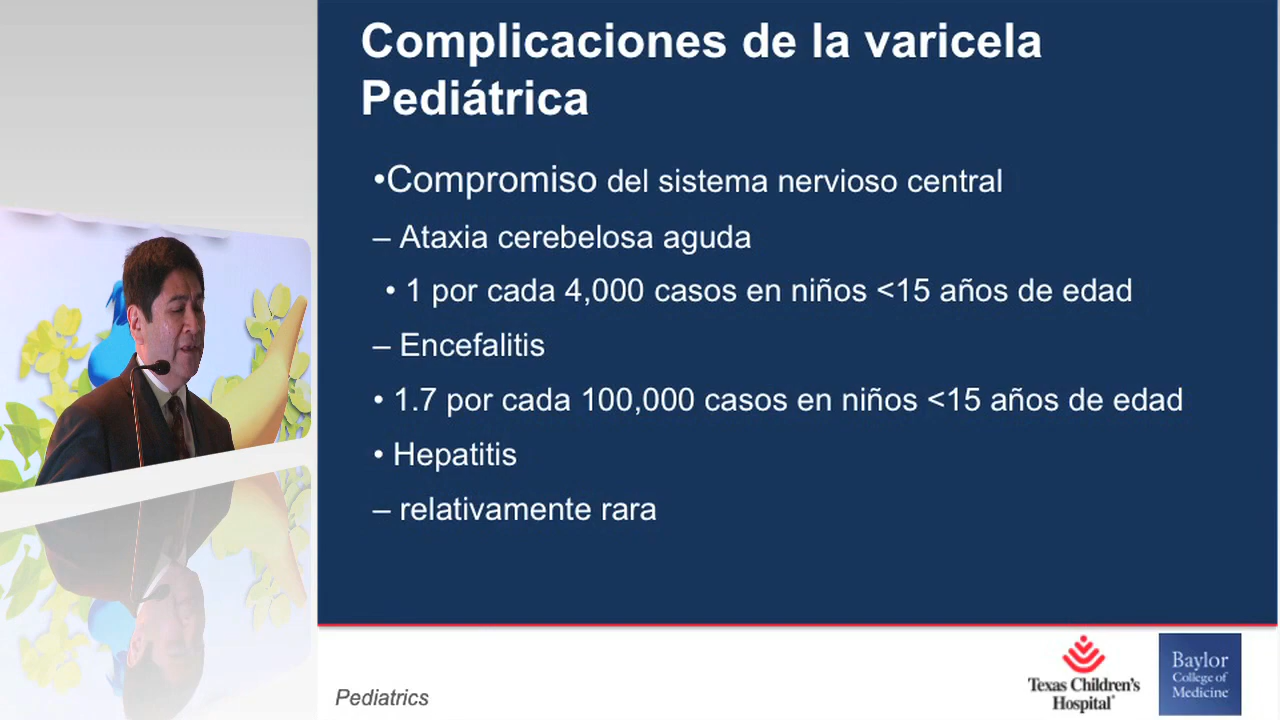 Complicaciones de la varicela
Pediátrica
•Compromiso del sistema nervioso central
– Ataxia cerebelosa aguda
• 1 por cada 4,000 casos en niños <15 años de edad
– Encefalitis
• 1.7 por cada 100,000 casos en niños <15 años de edad
• Hepatitis
– relativamente rara
Pediatrics
Texas Children's
Hospital®
Baylor
College of
Medicine